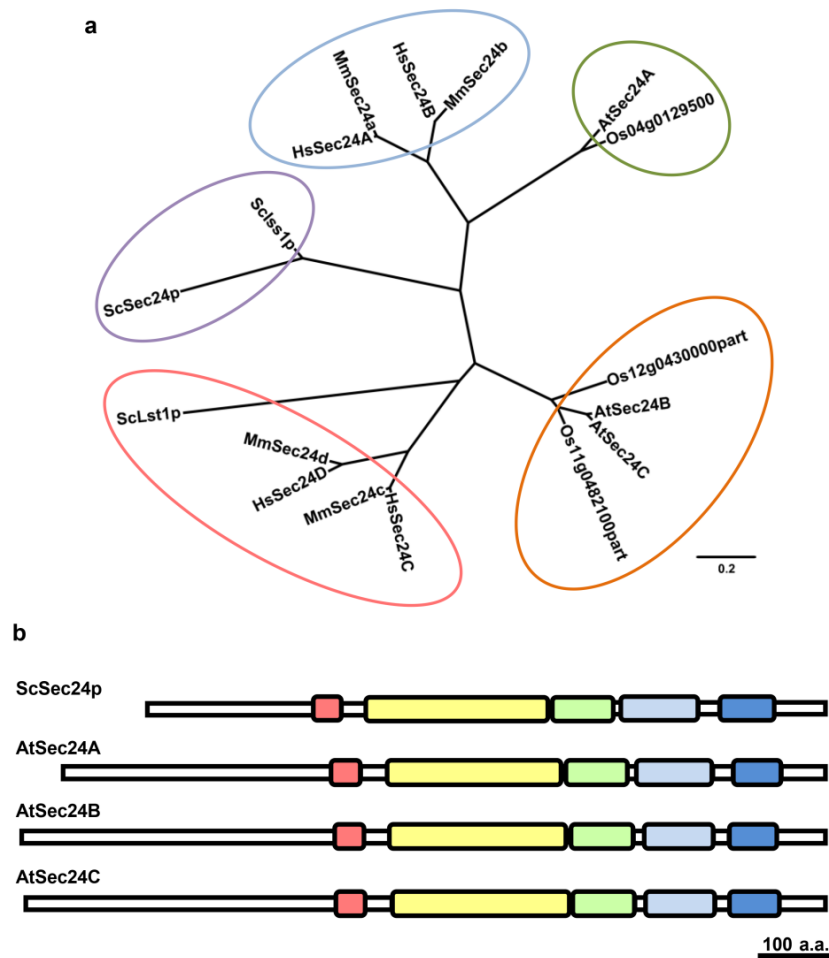 a
MmSec24a
HsSec24B
MmSec24b
HsSec24A
AtSec24A
Os04g0129500
ScIss1p
ScSec24p
ScLst1p
MmSec24d
HsSec24D
MmSec24c
HsSec24C
Os12g0430000part
AtSec24B
AtSec24C
Os11g0482100part
0.2
b
ScSec24p
AtSec24A
AtSec24B
AtSec24C
100 a.a.